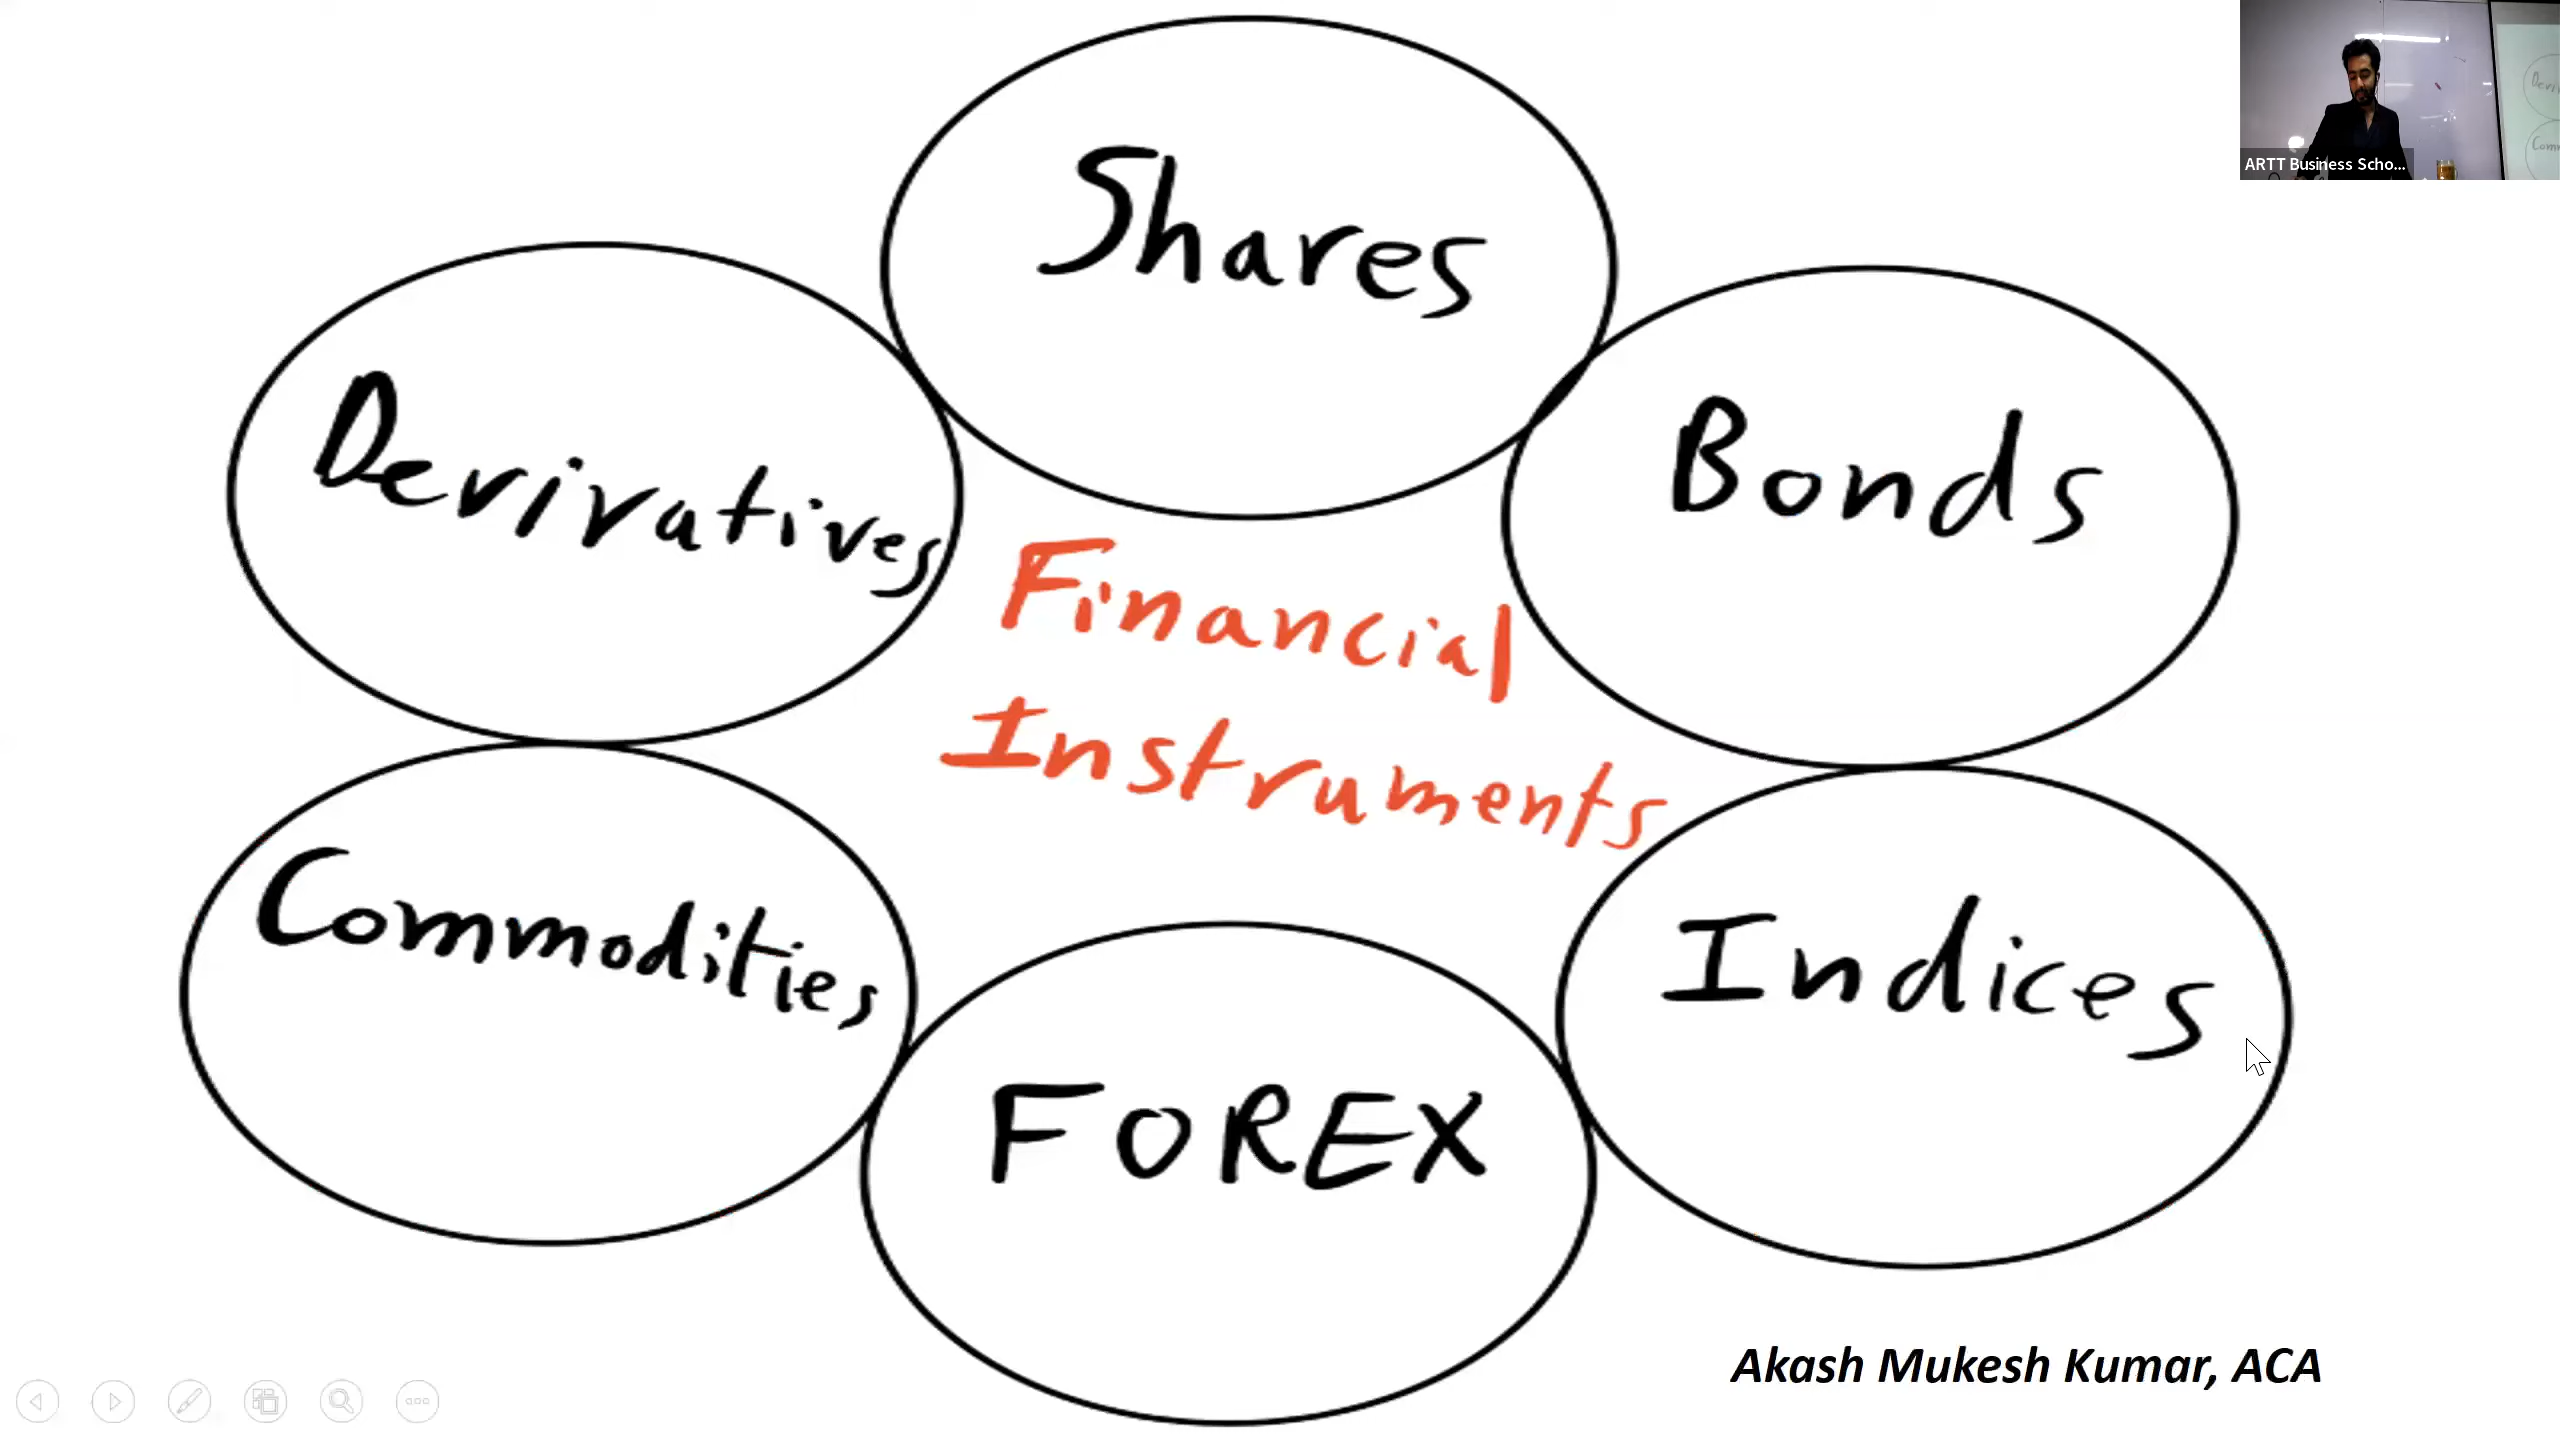 ARTT Business Scho...
Shares
Derivatives
Bonds
Financial
Instruments
Commodities
Indices
FOREX
Akash Mukesh Kumar, ACA